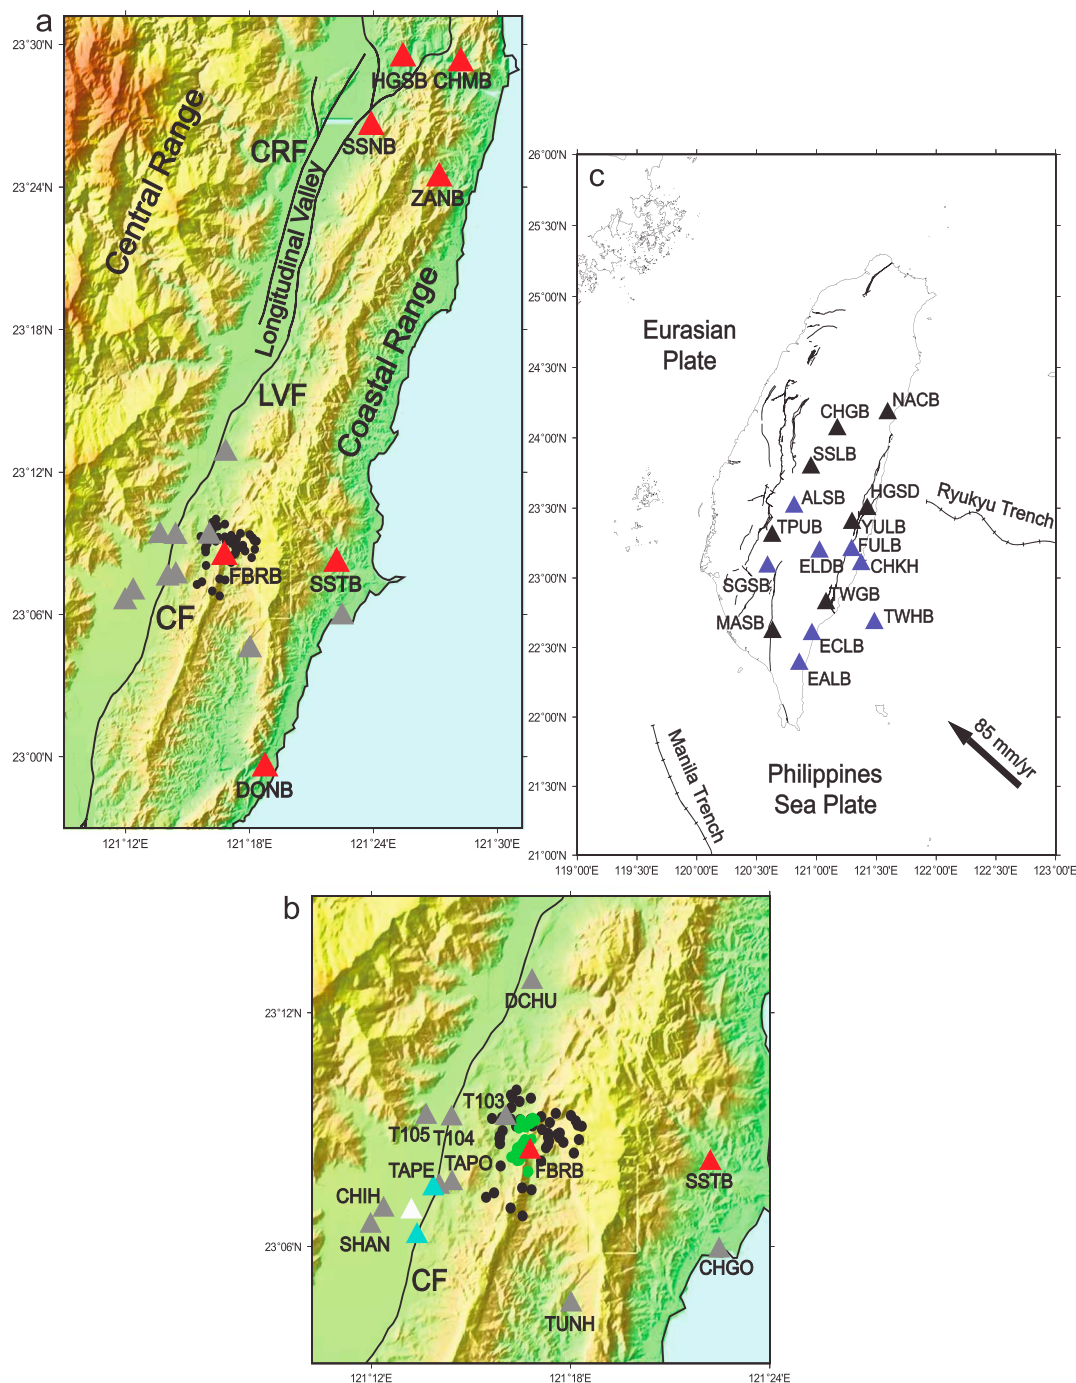 a
23°30'N
23°24'N
23°18'N
23°12'N
23°06'N
23°00'N
121°12'E
121°18'E
121°24'E
121°30'E
HGSB
CHMB
SSNB
ZANB
Central Range
CRF
Longitudinal Valley
Coastal Range
LVF
FBRB
SSTB
CF
DONB
c
26°00'N
25°30'N
25°00'N
24°30'N
24°00'N
23°30'N
23°00'N
22°30'N
22°00'N
21°30'N
21°00'N
119°00'E
119°30'E
120°00'E
120°30'E
121°00'E
121°30'E
122°00'E
122°30'E
123°00'E
Eurasian
Plate
NACB
CHGB
SSLB
ALSB
HGSD
Ryukyu Trench
TPUB
YULB
FULB
ELDB
CHKH
SGSB
TWGB
MASB
TWHB
ECLB
EALB
85 mm/yr
Manila Trench
Philippines
Sea Plate
b
23°12'N
23°06'N
121°12'E
121°18'E
121°24'E
DCHU
T103
T105
T104
TAPE
TAPO
FBRB
SSTB
CHIH
SHAN
CF
CHGO
TUNH